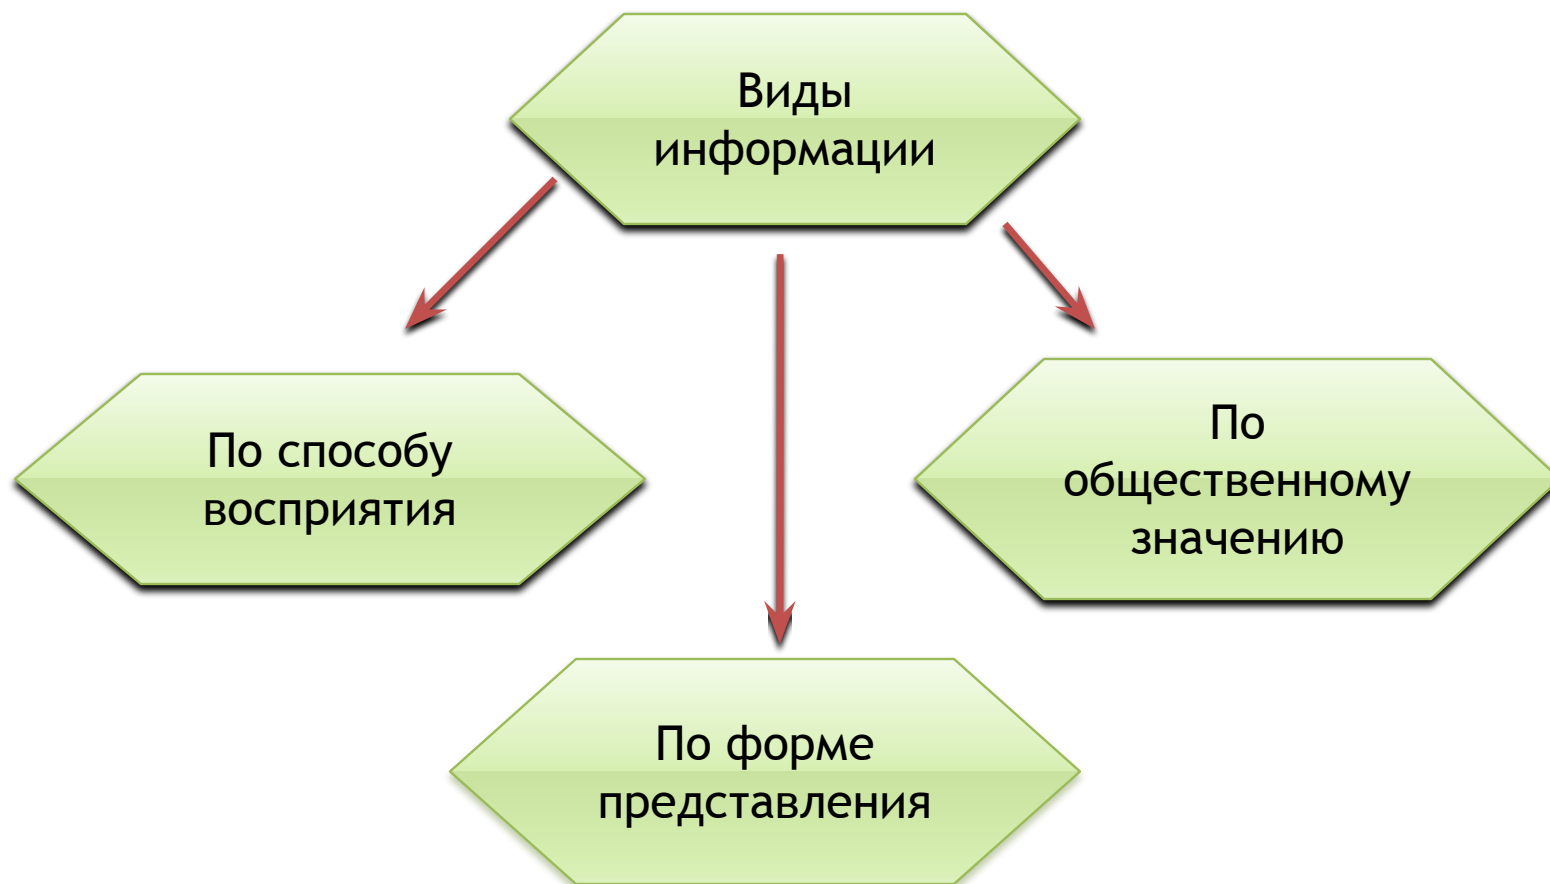 Виды
информации
По способу
восприятия
По
общественному
значению
По форме
представления